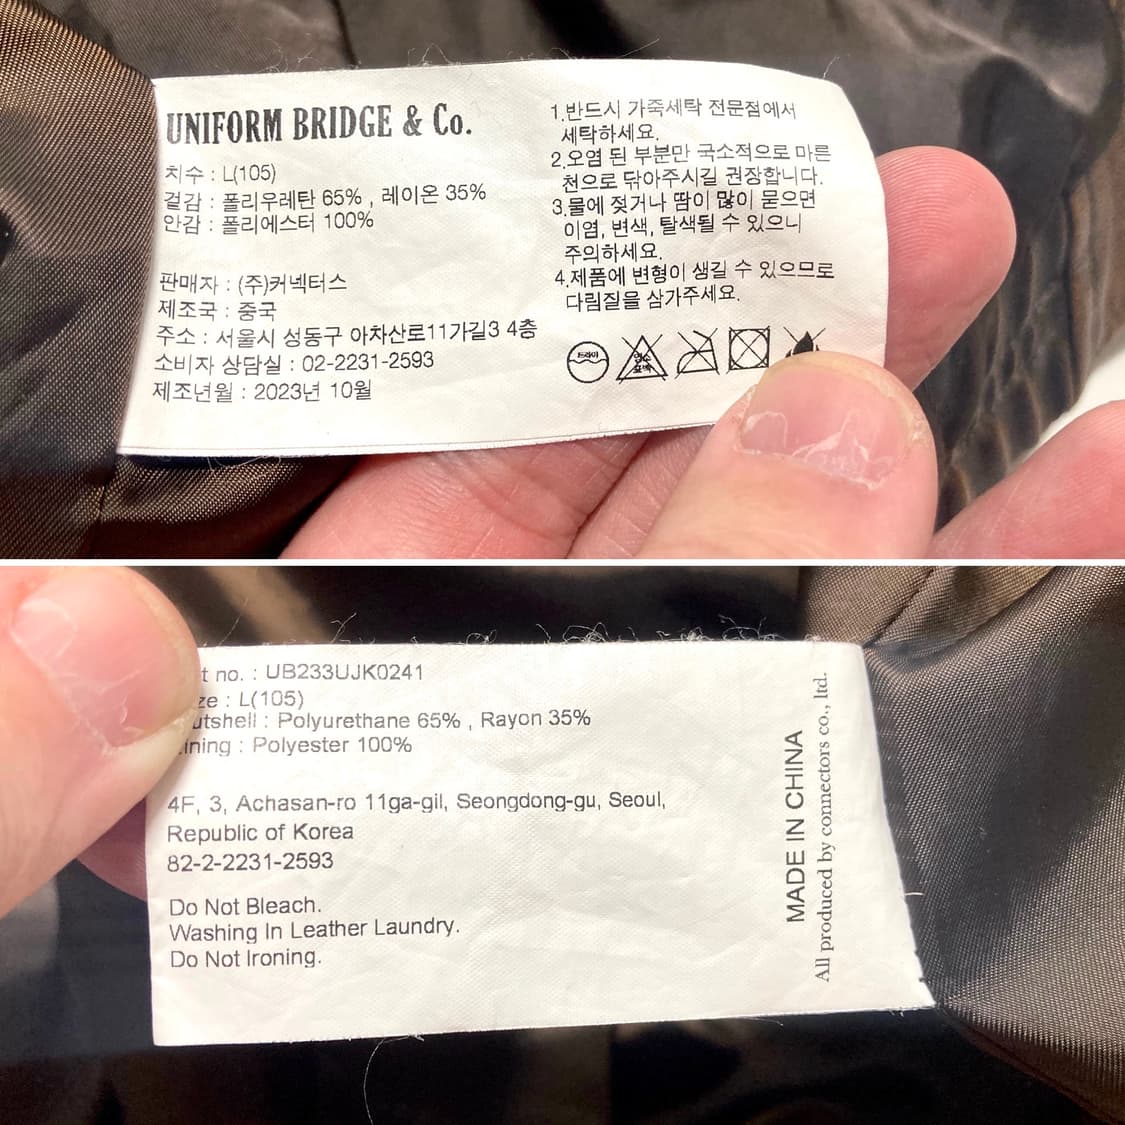 UNIFORM BRIDGE & Co.
치수 : L(105)
겉감 : 폴리우레탄 65% , 레이온 35%
안감 : 폴리에스터 100%
판매자 : (주)커넥터스
제조국 : 중국
주소 : 서울시 성동구 아차산로11가길3 4층
소비자 상담실 : 02-2231-2593
제조년월 : 2023년 10월
1.반드시 가죽세탁 전문점에서
세탁하세요.
2.오염 된 부분만 국소적으로 마른
천으로 닦아주시길 권장합니다.
3.물에 젖거나 땀이 많이 묻으면
이염, 변색, 탈색될 수 있으니
주의하세요.
4.제품에 변형이 생길 수 있으므로
다림질을 삼가주세요.
드라이
염소
표백
t no. : UB233UJK0241
ze : L(105)
utshell : Polyurethane 65% , Rayon 35%
ining : Polyester 100%
4F, 3, Achasan-ro 11ga-gil, Seongdong-gu, Seoul,
Republic of Korea
82-2-2231-2593
Do Not Bleach.
Washing In Leather Laundry.
Do Not Ironing.
MADE IN CHINA
All produced by connectors co., ltd.